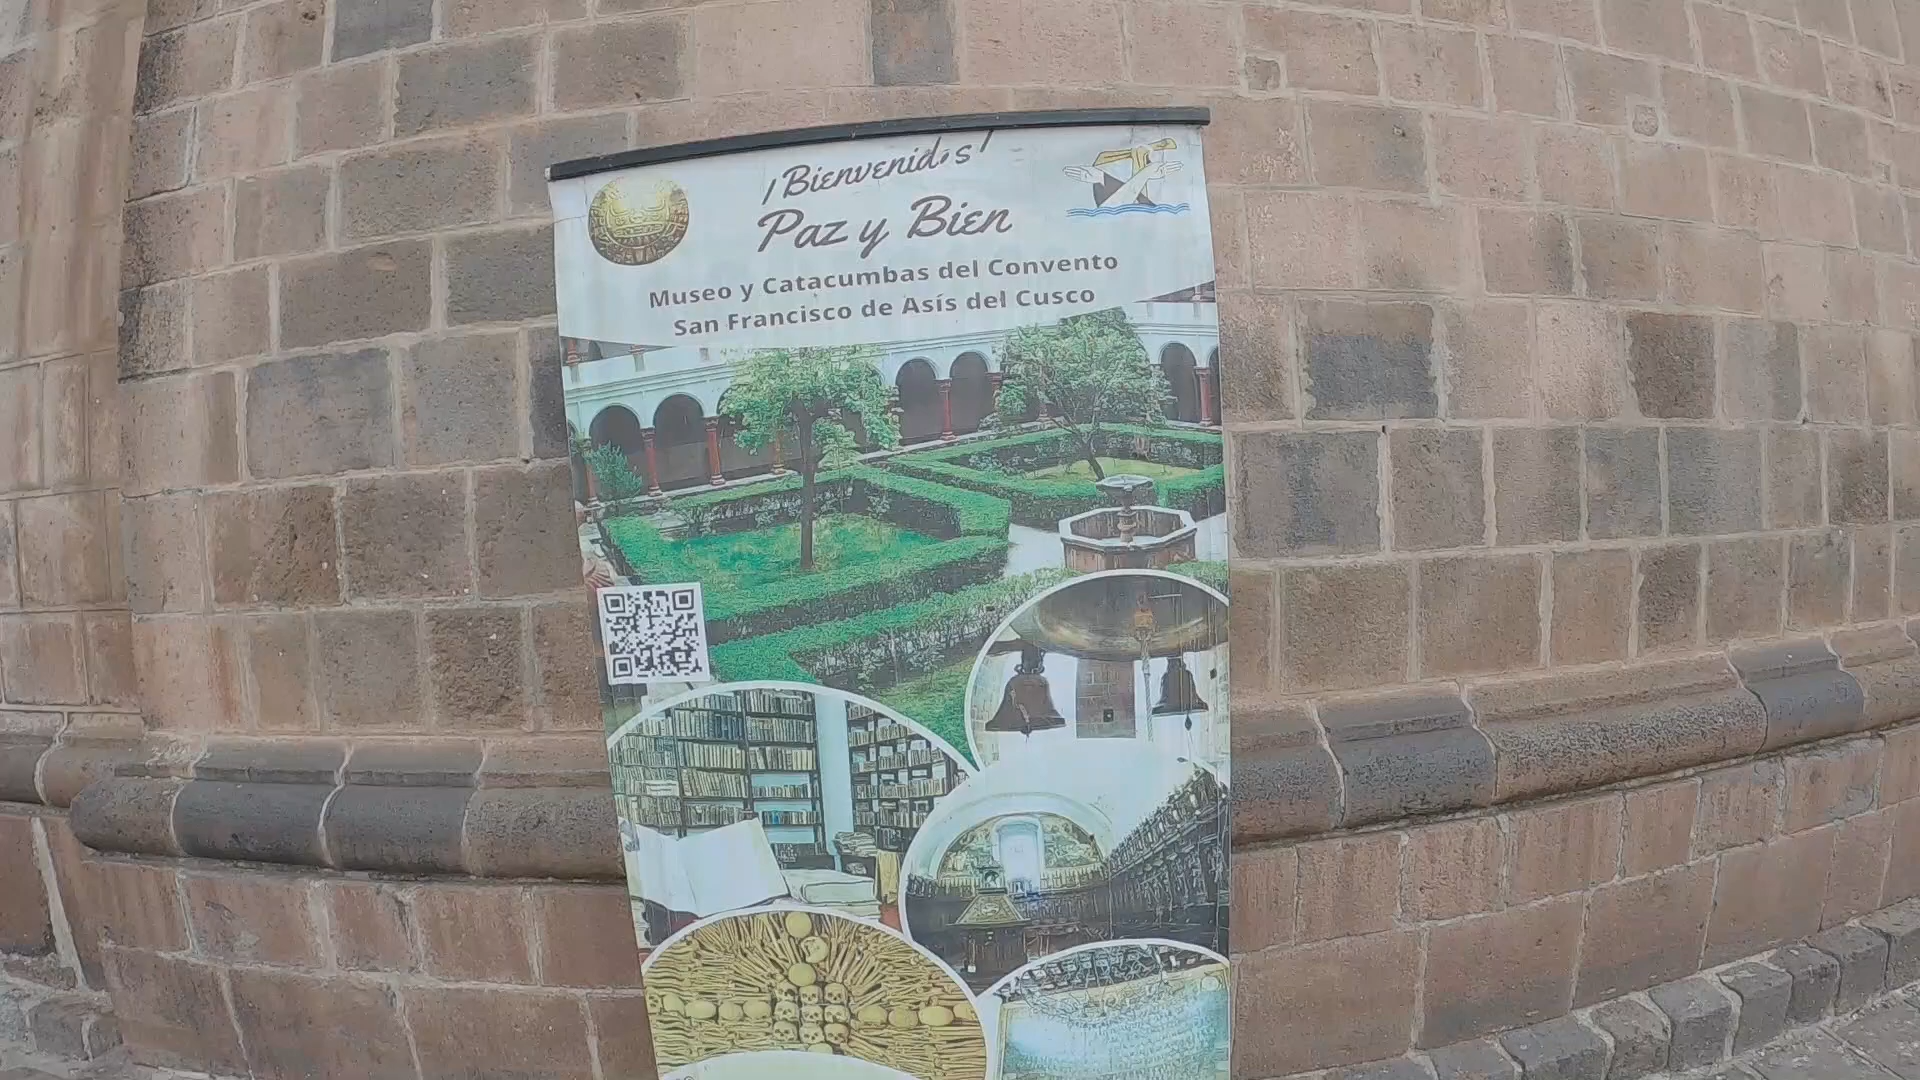 ¡Bienvenidos!
Paz y Bien
Museo y Catacumbas del Convento
San Francisco de Asís del Cusco